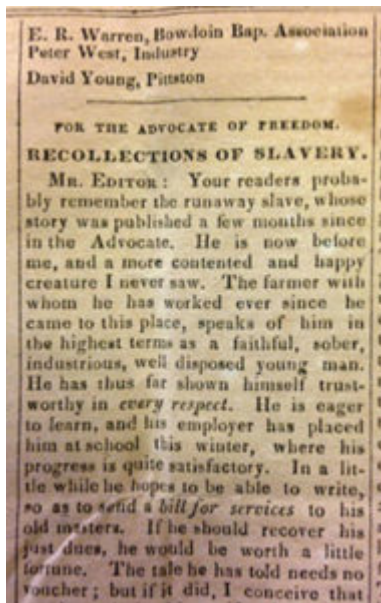 E. R. Warren, Bowdoin Bap. Association
Peter West, Industry
David Young, Pittston
FOR THE ADVOCATE OF FREEDOM.
RECOLLECTIONS OF SLAVERY.
MR. EDITOR: Your readers proba-
bly remember the runaway slave, whose
story was published a few months since
in the Advocate. He is now before
me, and a more contented and happy
creature I never saw. The farmer with
whom he has worked ever since he
came to this place, speaks of him in
the highest terms as a faithful, sober,
industrious, well disposed young man.
He has thus far shown himself trust-
worthy in every respect. He is eager
to learn, and his employer has placed
him at school this winter, where his
progress is quite satisfactory. In a lit-
tle while he hopes to be able to write,
so as to send a bill for services to his
old masters. If he should recover his
just dues, he would be worth a little
fortune. The tale he has told needs no
voucher; but if it did, I conceive that